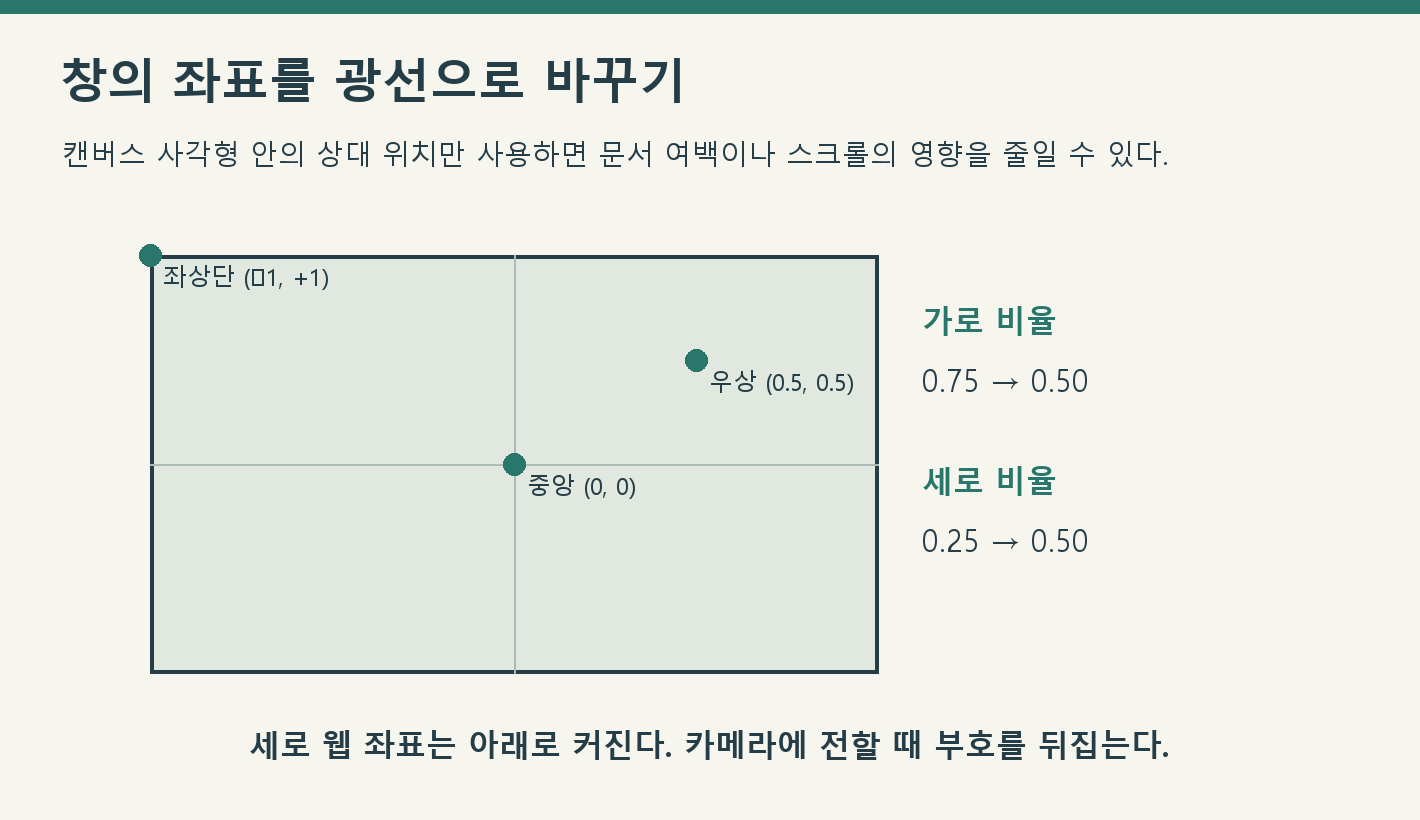 창의 좌표를 광선으로 바꾸기
캔버스 사각형 안의 상대 위치만 사용하면 문서 여백이나 스크롤의 영향을 줄일 수 있다.
좌상단 (□1, +1)
우상 (0.5, 0.5)
중앙 (0, 0)
가로 비율
0.75 → 0.50
세로 비율
0.25 → 0.50
세로 웹 좌표는 아래로 커진다. 카메라에 전할 때 부호를 뒤집는다.